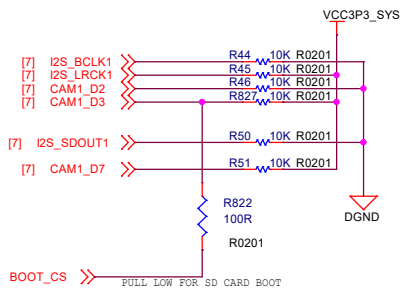 VCC3P3_SYS
[7] I2S_BCLK1 R44 10K R0201
[7] I2S_LRCK1 R45 10K R0201
[7] CAM1_D2 R46 10K R0201
[7] CAM1_D3 R827 10K R0201
[7] I2S_SDOUT1 R50 10K R0201
[7] CAM1_D7 R51 10K R0201
R822
100R
DGND
R0201
BOOT_CS
PULL LOW FOR SD CARD BOOT